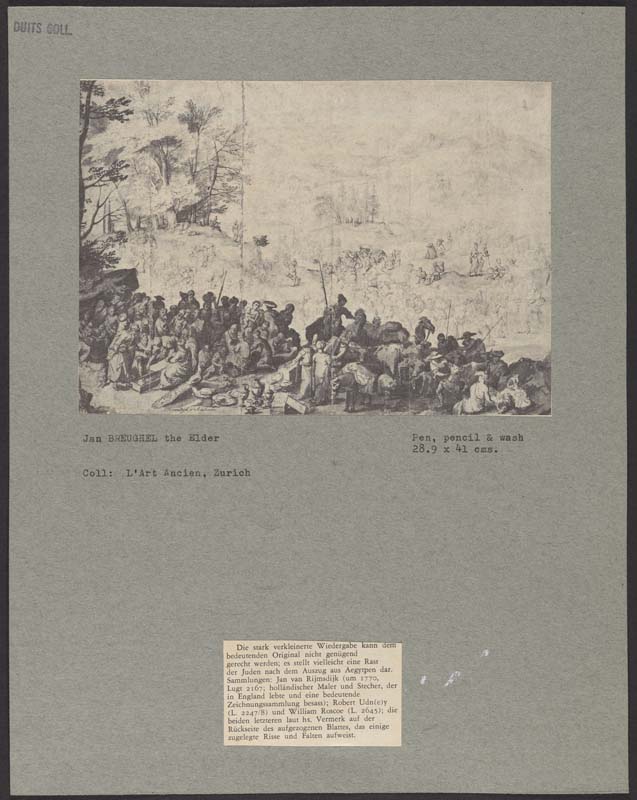 DUITS COLL.
Jan BREUGHEL the Elder
Pen, pencil & wash
28.9 x 41 cms.
Coll: L'Art Ancien, Zurich
Die stark verkleinerte Wiedergabe kann dem
bedeutenden Original nicht genügend
gerecht werden; es stellt vielleicht eine Rast
der Juden nach dem Auszug aus Aegypten dar.
Sammlungen: Jan van Rijmsdijk (um 1770,
Lugt 2167; holländischer Maler und Stecher, der
in England lebte und eine bedeutende
Zeichnungssammlung besass); Robert Udn(e)y
(L. 2247/8) und William Roscoe (L. 2645); die
beiden letzteren laut hs. Vermerk auf der
Rückseite des aufgezogenen Blattes, das einige
zugelegte Risse und Falten aufweist.